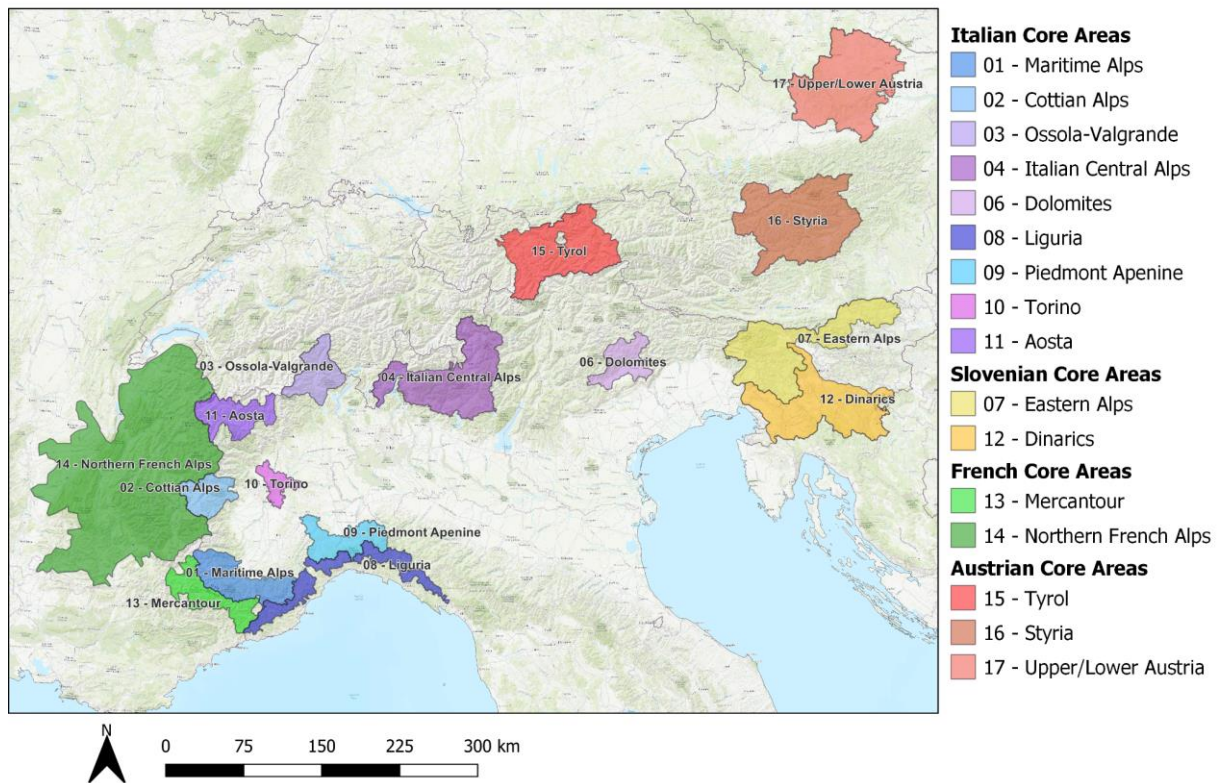 17 - Upper/Lower Austria
16 - Styria
15 - Tyrol
07 - Eastern Alps
03 - Ossola-Valgrande
06 - Dolomites
04 - Italian Central Alps
12 - Dinarics
11 - Aosta
14 - Northern French Alps
02 - Cottian Alps
10 - Torino
09 - Piedmont Apenine
08 - Liguria
01 - Maritime Alps
13 - Mercantour
Italian Core Areas
01 - Maritime Alps
02 - Cottian Alps
03 - Ossola-Valgrande
04 - Italian Central Alps
06 - Dolomites
08 - Liguria
09 - Piedmont Apenine
10 - Torino
11 - Aosta
Slovenian Core Areas
07 - Eastern Alps
12 - Dinarics
French Core Areas
13 - Mercantour
14 - Northern French Alps
Austrian Core Areas
15 - Tyrol
16 - Styria
17 - Upper/Lower Austria
N
0 75 150 225 300 km